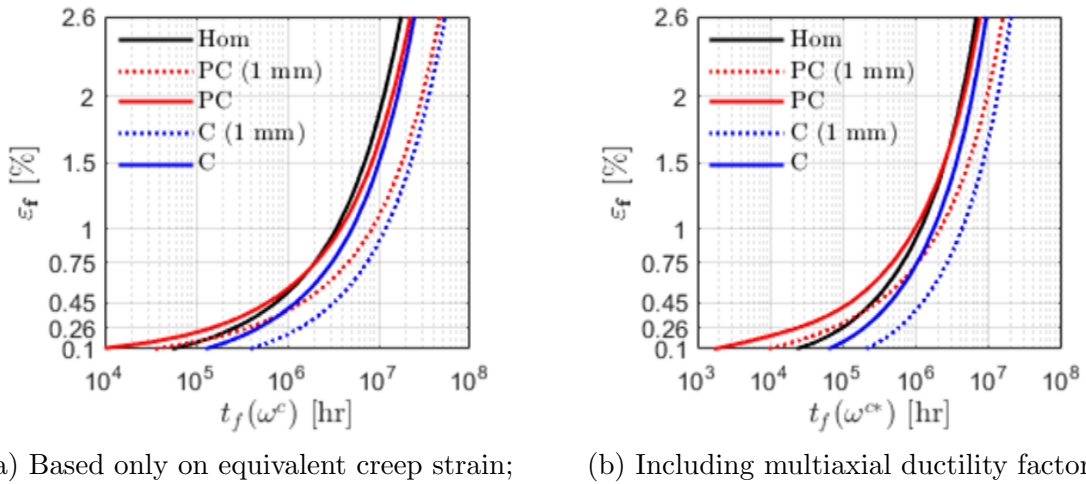 2.6
2
1.5
1
0.75
0.45
0.26
0.1
ε_f [%]
Hom
PC (1 mm)
PC
C (1 mm)
C
10^4 10^5 10^6 10^7 10^8
t_f(ω^c) [hr]
2.6
2
1.5
1
0.75
0.45
0.26
0.1
ε_f [%]
Hom
PC (1 mm)
PC
C (1 mm)
C
10^3 10^4 10^5 10^6 10^7 10^8
t_f(ω^{c*}) [hr]
) Based only on equivalent creep strain;
(b) Including multiaxial ductility factor